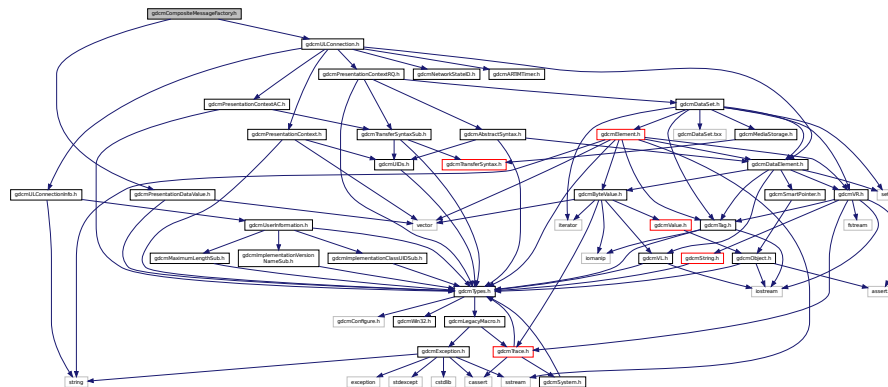 gdcmCompositeMessageFactory.h
gdcmULConnection.h
gdcmPresentationContextRQ.h
gdcmNetworkStateID.h
gdcmARTIMTimer.h
gdcmPresentationContextAC.h
gdcmDataSet.h
gdcmPresentationContext.h
gdcmTransferSyntaxSub.h
gdcmAbstractSyntax.h
gdcmElement.h
gdcmDataSet.txx
gdcmMediaStorage.h
gdcmUIDs.h
gdcmTransferSyntax.h
gdcmDataElement.h
gdcmULConnectionInfo.h
gdcmPresentationDataValue.h
gdcmByteValue.h
gdcmSmartPointer.h
gdcmVR.h
set
gdcmUserInformation.h
vector
iterator
gdcmValue.h
gdcmTag.h
fstream
gdcmMaximumLengthSub.h
gdcmImplementationVersion
NameSub.h
gdcmImplementationClassUIDSub.h
iomanip
gdcmVL.h
gdcmString.h
gdcmObject.h
gdcmTypes.h
iostream
assert
gdcmConfigure.h
gdcmWin32.h
gdcmLegacyMacro.h
gdcmException.h
gdcmTrace.h
string
exception
stdexcept
cstdlib
cassert
sstream
gdcmSystem.h